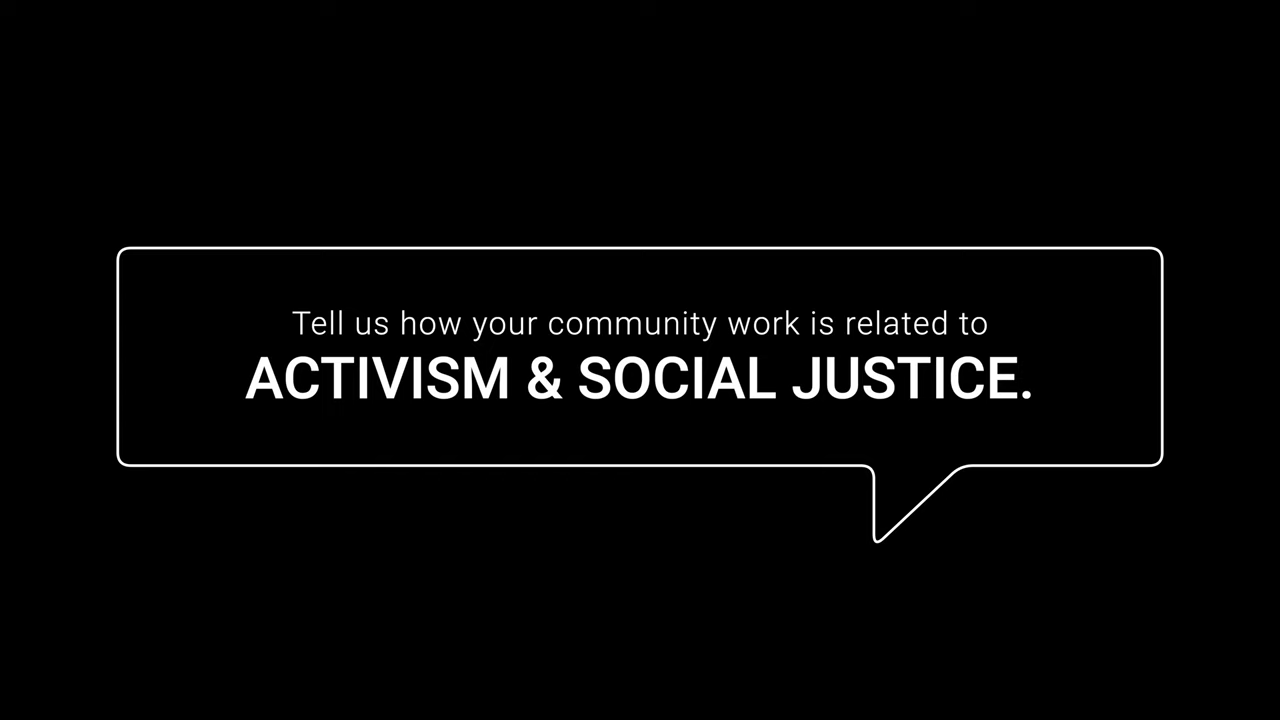 Tell us how your community work is related to
ACTIVISM & SOCIAL JUSTICE.